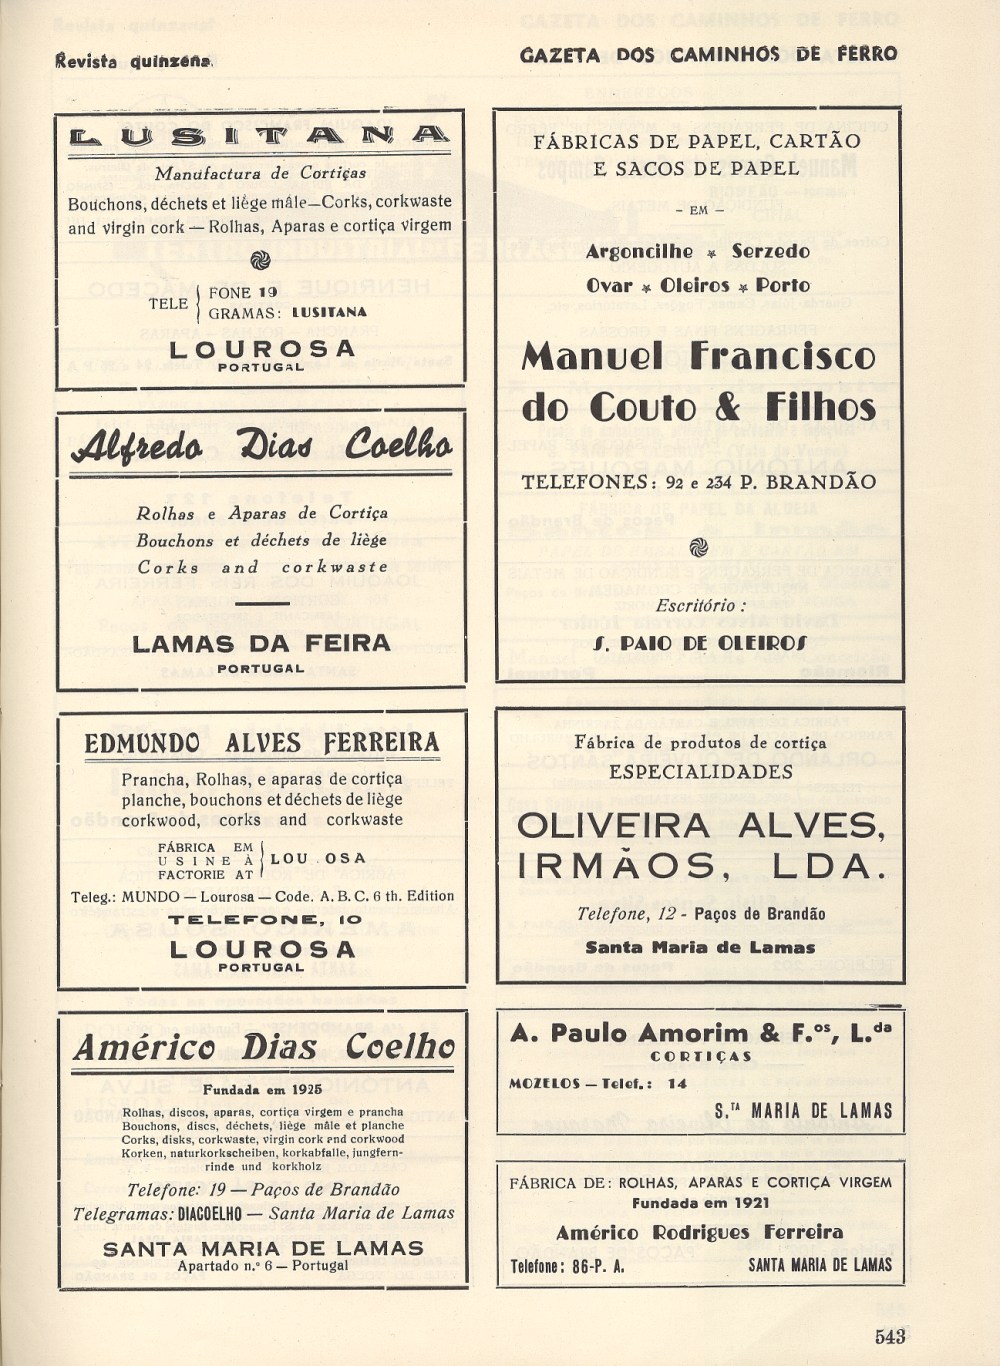 Revista quinzena
GAZETA DOS CAMINHOS DE FERRO
LUSITANA
Manufactura de Cortiças
Bouchons, déchets et liège mâle—Corks, corkwaste
and virgin cork — Rolhas, Aparas e cortiça virgem
TELE
FONE 19
GRAMAS: LUSITANA
LOUROSA
PORTUGAL
Alfredo Dias Coelho
Rolhas e Aparas de Cortiça
Bouchons et déchets de liège
Corks and corkwaste
LAMAS DA FEIRA
PORTUGAL
EDMUNDO ALVES FERREIRA
Prancha, Rolhas, e aparas de cortiça
planche, bouchons et déchets de liège
corkwood, corks and corkwaste
FÁBRICA EM
USINE À
FACTORIE AT
LOU OSA
Teleg.: MUNDO — Lourosa — Code. A. B. C. 6 th. Edition
TELEFONE, 10
LOUROSA
PORTUGAL
Américo Dias Coelho
Fundada em 1925
Rolhas, discos, aparas, cortiça virgem e prancha
Bouchons, discs, déchets, liège mâle et planche
Corks, disks, corkwaste, virgin cork end corkwood
Korken, naturkorkscheiben, korkabfalle, jungfern-
rinde und korkholz
Telefone: 19 — Paços de Brandão
Telegramas: DIACOELHO — Santa Maria de Lamas
SANTA MARIA DE LAMAS
Apartado n.º 6 — Portugal
FÁBRICAS DE PAPEL, CARTÃO
E SACOS DE PAPEL
- EM -
Argoncilhe * Serzedo
Ovar * Oleiros * Porto
Manuel Francisco
do Couto & Filhos
TELEFONES: 92 e 234 P. BRANDÃO
Escritório :
S. PAIO DE OLEIROS
Fábrica de produtos de cortiça
ESPECIALIDADES
OLIVEIRA ALVES,
IRMÃOS, LDA.
Telefone, 12 - Paços de Brandão
Santa Maria de Lamas
A. Paulo Amorim & F.os, L.da
CORTIÇAS
MOZELOS — Telef.: 14
S.TA MARIA DE LAMAS
FÁBRICA DE: ROLHAS, APARAS E CORTIÇA VIRGEM
Fundada em 1921
Américo Rodrigues Ferreira
Telefone: 86-P. A.
SANTA MARIA DE LAMAS
543